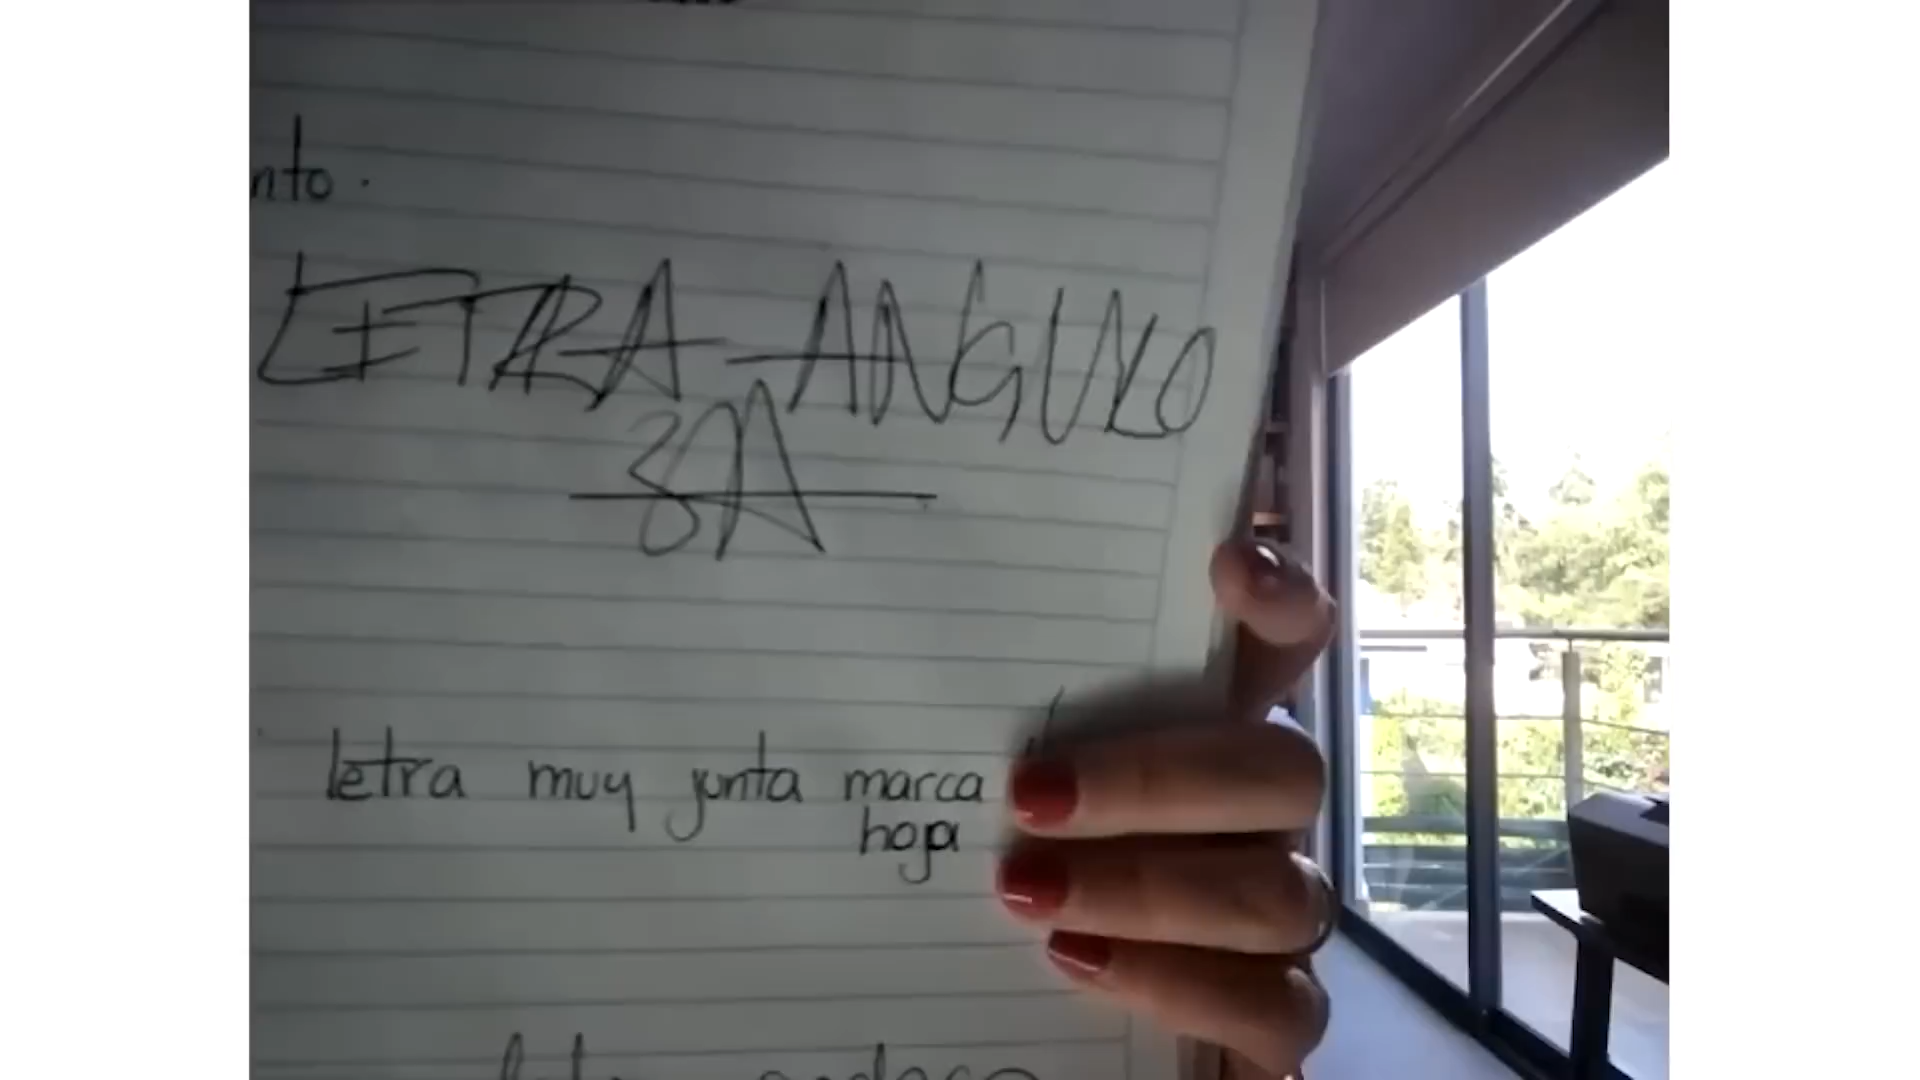 nto.
LETRA ANGULO
3A
letra muy junta marca
hoja